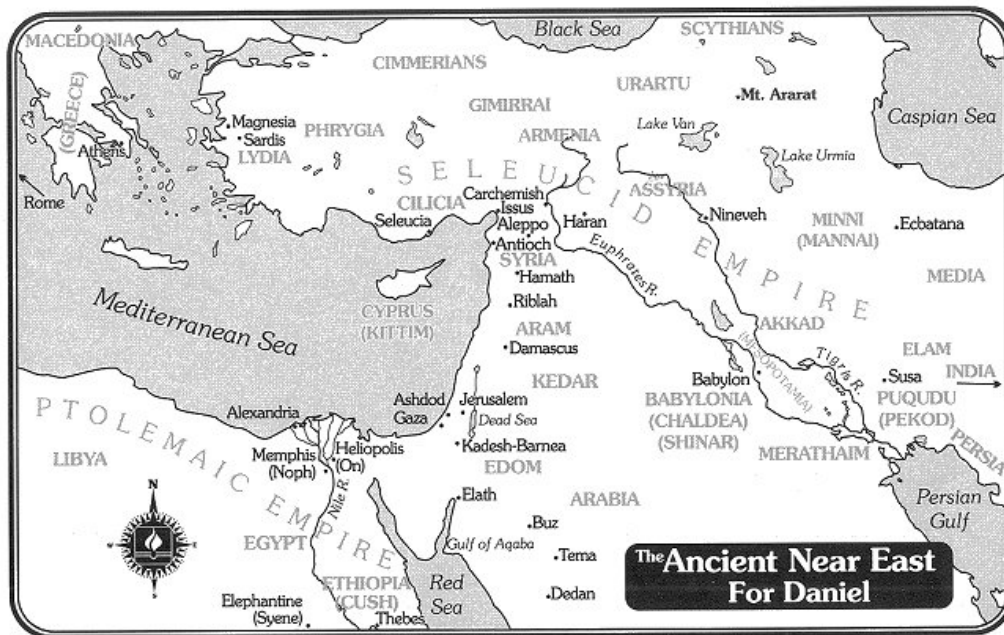 MACEDONIA
Black Sea
SCYTHIANS
CIMMERIANS
URARTU
Mt. Ararat
Caspian Sea
(GREECE)
GIMIRRAI
Magnesia
Sardis
PHRYGIA
ARMENIA
Lake Van
Athens
LYDIA
Lake Urmia
SELEUCID EMPIRE
Rome
CILICIA
Carchemish
Issus
ASSYRIA
Seleucia
Aleppo
Haran
Nineveh
MINNI
(MANNAI)
Ecbatana
Antioch
SYRIA
Euphrates R.
Hamath
MEDIA
Mediterranean Sea
CYPRUS
(KITTIM)
Riblah
ARAM
AKKAD
Damascus
(MESOPOTAMIA)
Tigris R.
ELAM
INDIA
KEDAR
Babylon
Susa
PTOLEMAIC EMPIRE
Alexandria
Ashdod
Gaza
Jerusalem
Dead Sea
BABYLONIA
(CHALDEA)
(SHINAR)
PUQUDU
(PEKOD)
LIBYA
Memphis
(Noph)
Heliopolis
(On)
Kadesh-Barnea
EDOM
MERATHAIM
PERSIA
N
Nile R.
Elath
ARABIA
Persian
Gulf
W
E
EGYPT
Gulf of Aqaba
Buz
Tema
The Ancient Near East
For Daniel
S
ETHIOPIA
(CUSH)
Red
Sea
Dedan
Elephantine
(Syene)
Thebes